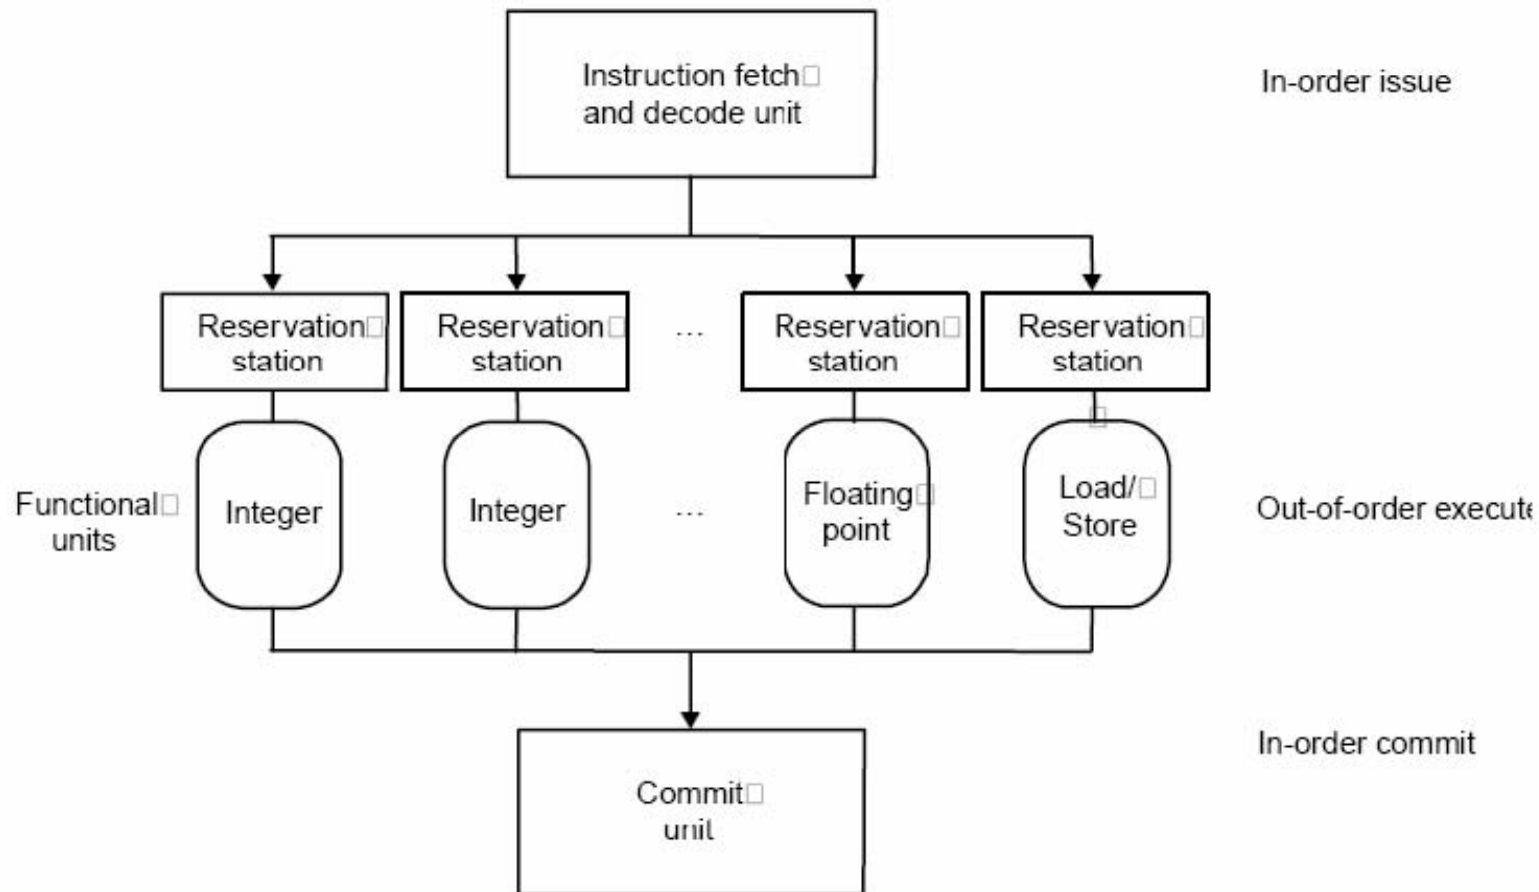 Instruction fetch
and decode unit
In-order issue
Reservation
station
Reservation
station
...
Reservation
station
Reservation
station
Functional
units
Integer
Integer
...
Floating
point
Load/
Store
Out-of-order execute
In-order commit
Commit
unit